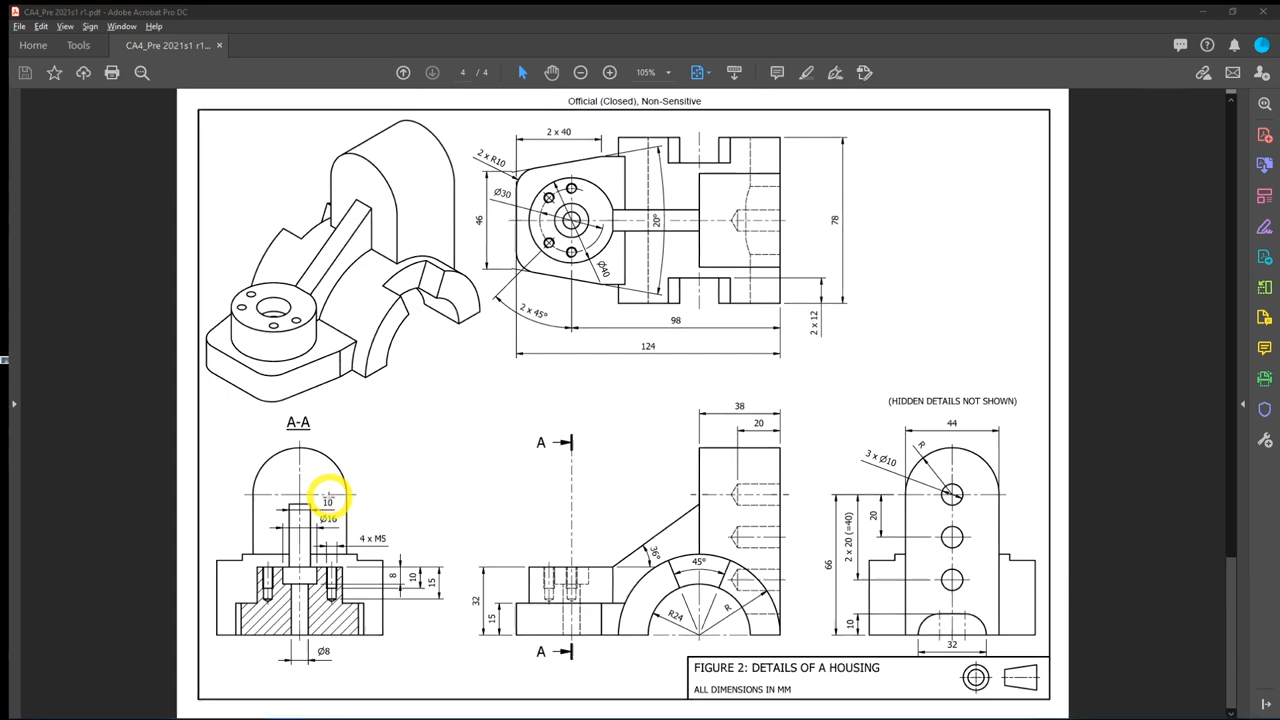 CA4_Pre 2021s1 r1.pdf - Adobe Acrobat Pro DC
File Edit View Sign Window Help
Home Tools CA4_Pre 2021s1 r1... ×
4 / 4 105%
Official (Closed), Non-Sensitive
2 x 40
2 x R10
Ø30
46
20°
78
Ø40
2 x 45°
98
2 x 12
124
A-A
10
Ø16
4 x M5
8
10
15
Ø8
A
38
20
36°
45°
R24
R
32
15
A
(HIDDEN DETAILS NOT SHOWN)
44
R
3 x Ø10
20
2 x 20 (=40)
66
10
32
FIGURE 2: DETAILS OF A HOUSING
ALL DIMENSIONS IN MM